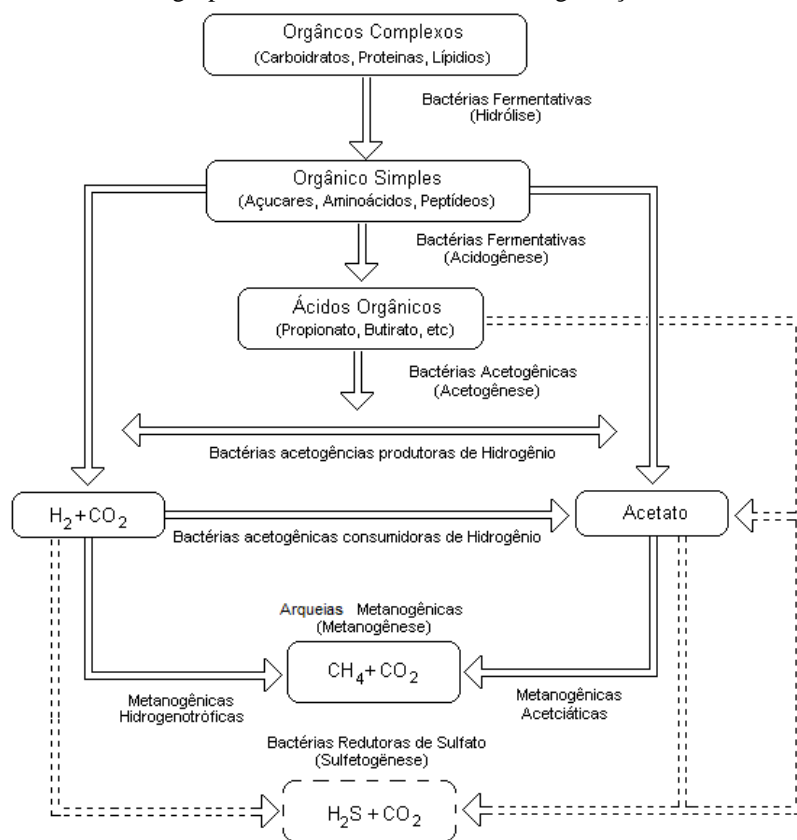 Orgâncos Complexos
(Carboidratos, Proteinas, Lípidios)
Bactérias Fermentativas
(Hidrólise)
Orgânico Simples
(Açucares, Aminoácidos, Peptídeos)
Bactérias Fermentativas
(Acidogênese)
Ácidos Orgânicos
(Propionato, Butirato, etc)
Bactérias Acetogênicas
(Acetogênese)
Bactérias acetogências produtoras de Hidrogênio
H₂+CO₂
Acetato
Bactérias acetogênicas consumidoras de Hidrogênio
Arqueias Metanogênicas
(Metanogênese)
CH₄+CO₂
Metanogênicas
Hidrogenotróficas
Metanogênicas
Acetciáticas
Bactérias Redutoras de Sulfato
(Sulfetogënese)
H₂S+CO₂